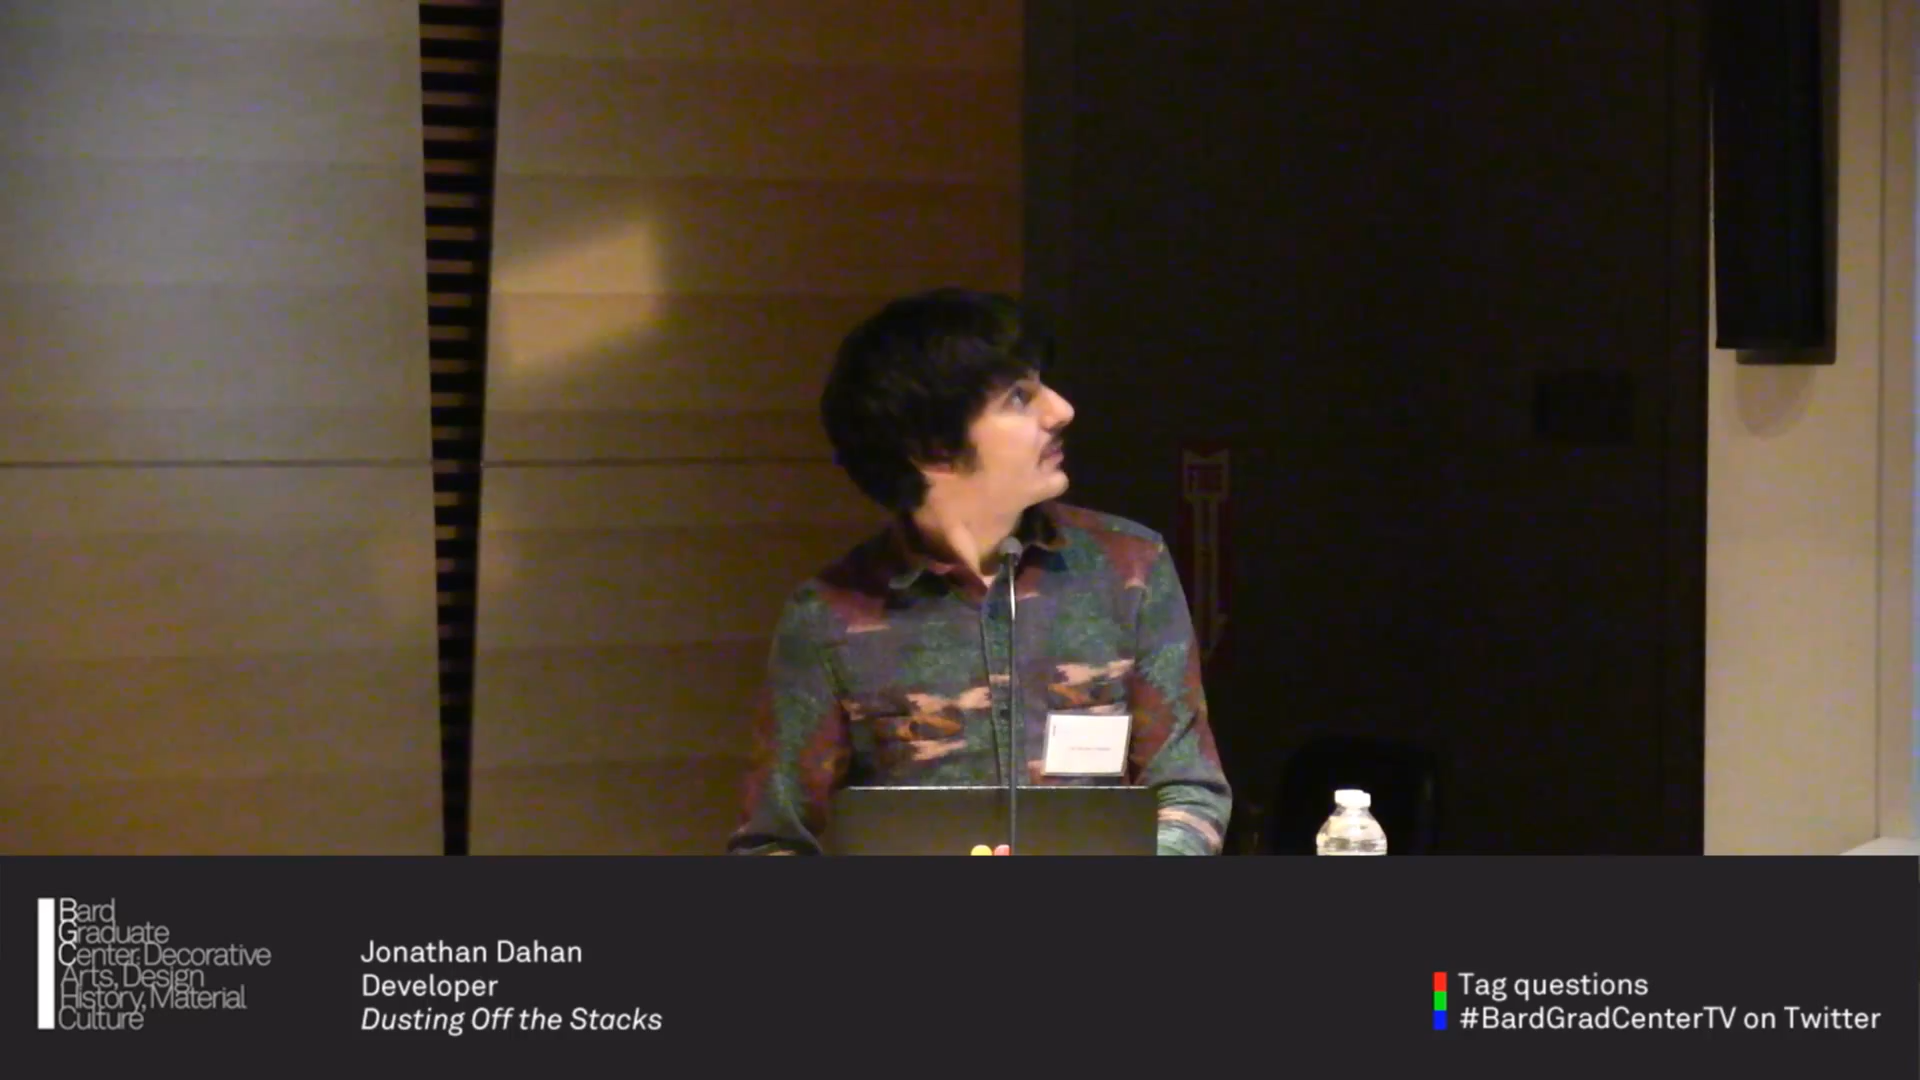 Bard
Graduate
Center: Decorative
Arts, Design
History, Material
Culture
Jonathan Dahan
Developer
Dusting Off the Stacks
Tag questions
#BardGradCenterTV on Twitter